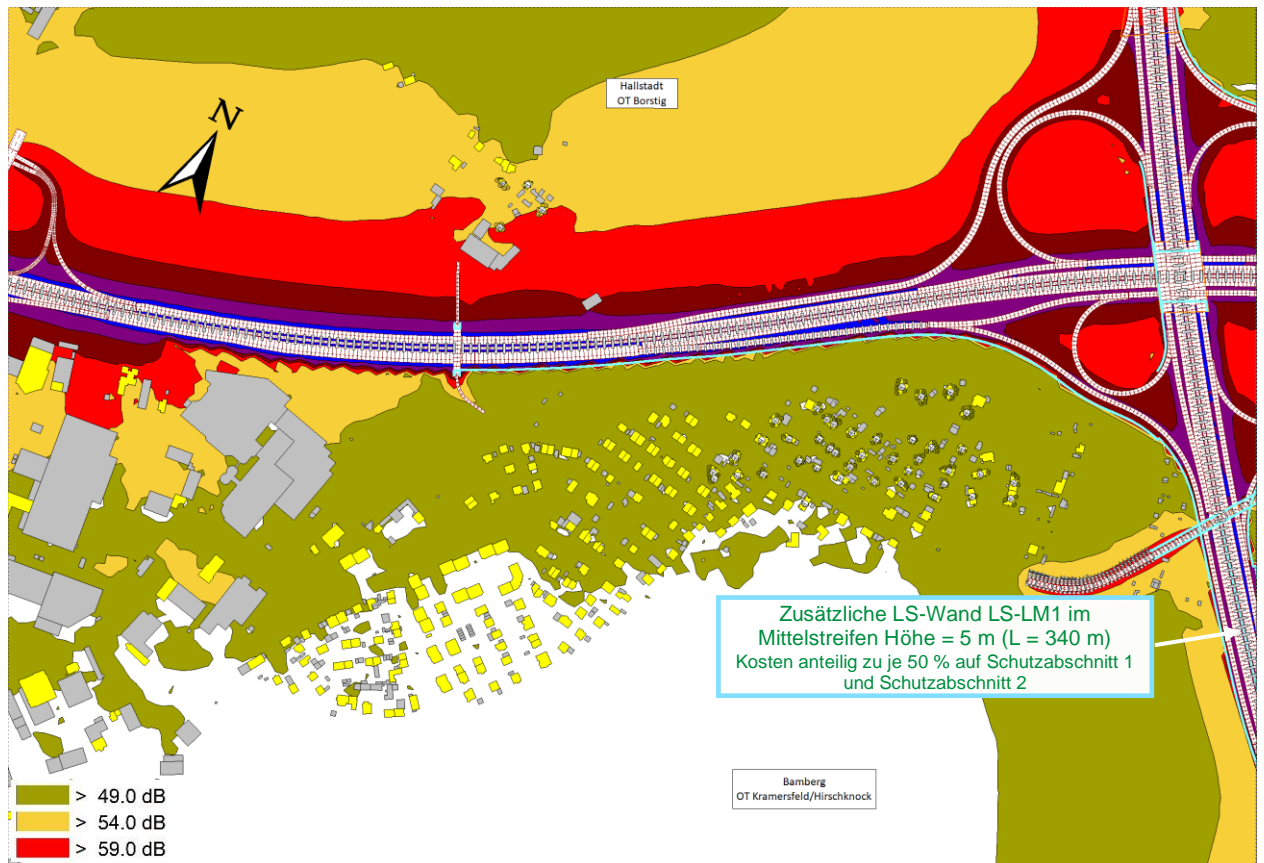 Hallstadt
OT Borstig
N
Zusätzliche LS-Wand LS-LM1 im
Mittelstreifen Höhe = 5 m (L = 340 m)
Kosten anteilig zu je 50 % auf Schutzabschnitt 1
und Schutzabschnitt 2
Bamberg
OT Kramersfeld/Hirschknock
> 49.0 dB
> 54.0 dB
> 59.0 dB